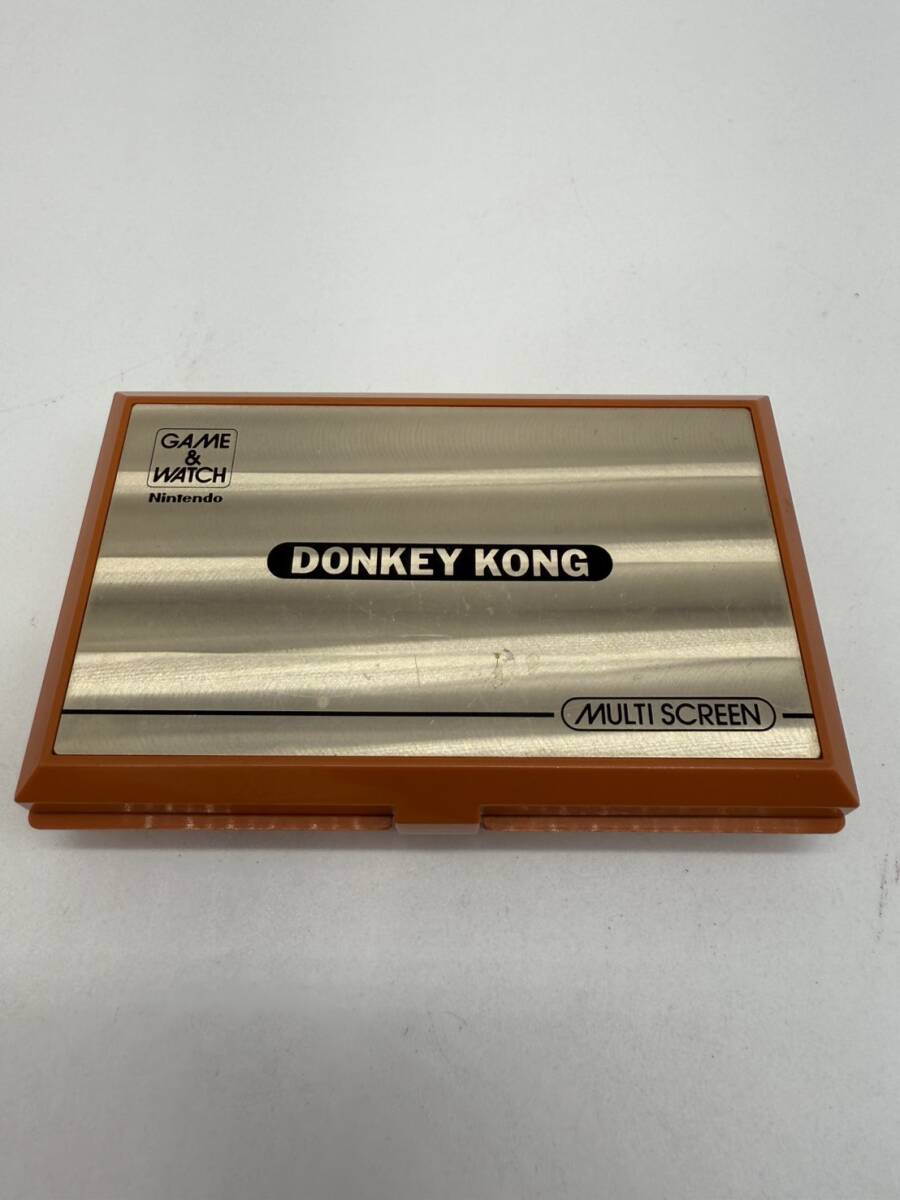 GAME
&
WATCH
Nintendo
DONKEY KONG
MULTI SCREEN